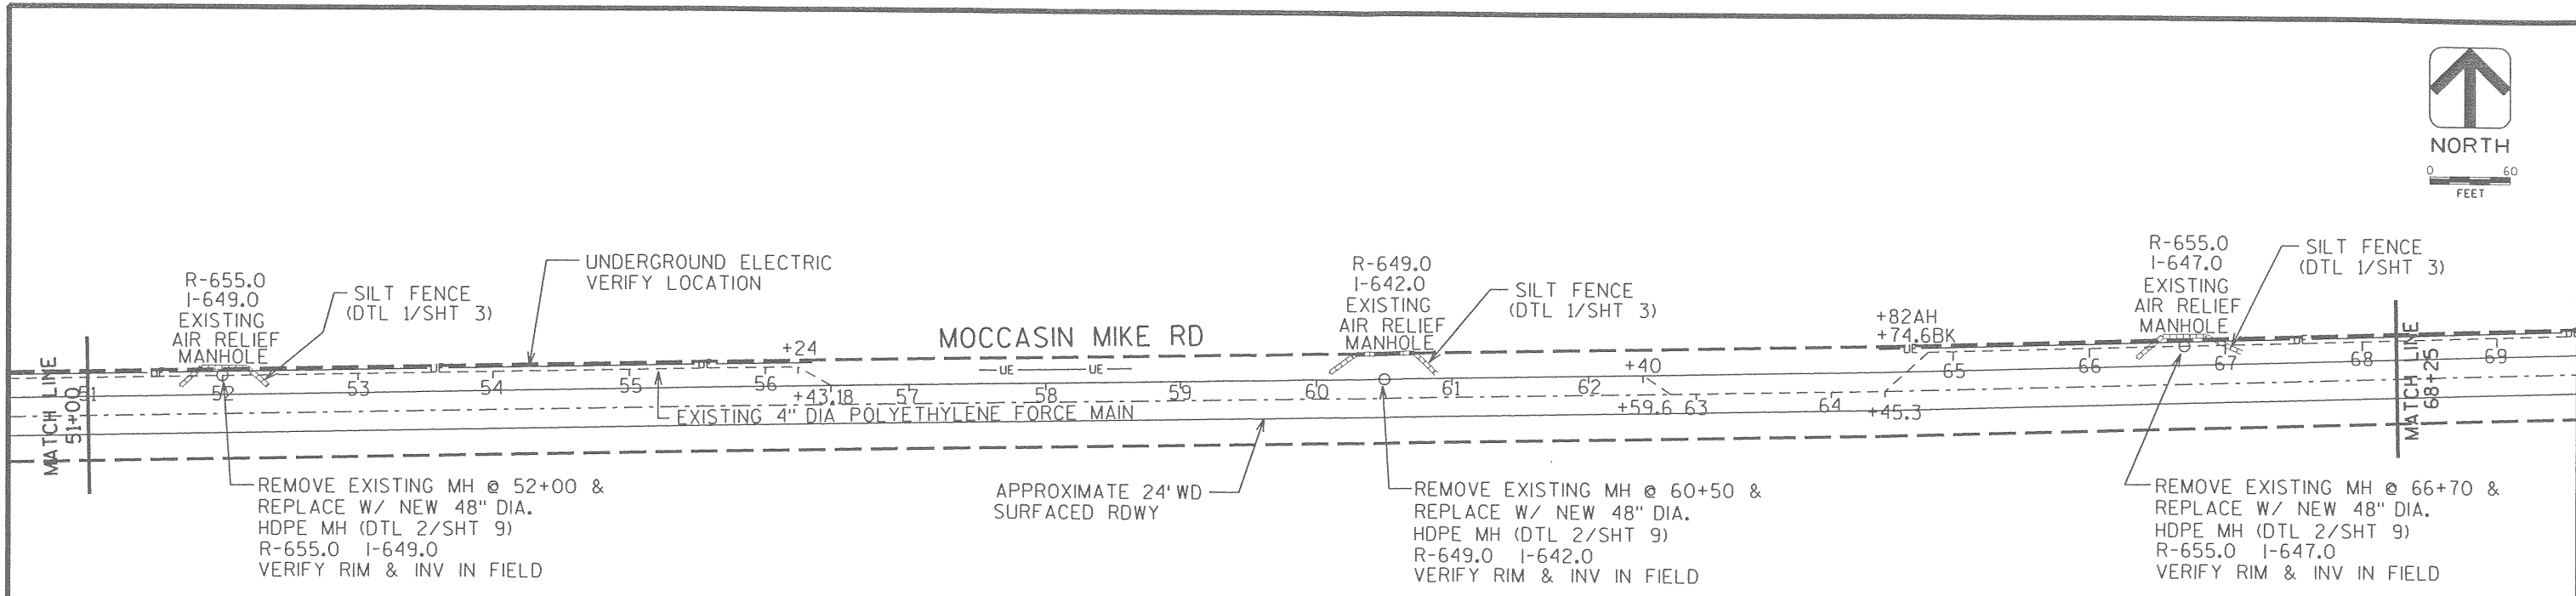 NORTH
0 60
FEET
R-655.0
I-649.0
EXISTING
AIR RELIEF
MANHOLE
SILT FENCE
(DTL 1/SHT 3)
UNDERGROUND ELECTRIC
VERIFY LOCATION
MOCCASIN MIKE RD
R-649.0
I-642.0
EXISTING
AIR RELIEF
MANHOLE
SILT FENCE
(DTL 1/SHT 3)
+82AH
+74.6BK
R-655.0
I-647.0
EXISTING
AIR RELIEF
MANHOLE
SILT FENCE
(DTL 1/SHT 3)
MATCH LINE
51+00
UE UE UE UE UE UE UE UE
+24
+40
51 52 53 54 55 56 57 58 59 60 61 62 63 64 65 66 67 68 69
+43.18
+59.6
+45.3
EXISTING 4" DIA POLYETHYLENE FORCE MAIN
MATCH LINE
68+25
REMOVE EXISTING MH @ 52+00 &
REPLACE W/ NEW 48" DIA.
HDPE MH (DTL 2/SHT 9)
R-655.0 I-649.0
VERIFY RIM & INV IN FIELD
APPROXIMATE 24' WD
SURFACED RDWY
REMOVE EXISTING MH @ 60+50 &
REPLACE W/ NEW 48" DIA.
HDPE MH (DTL 2/SHT 9)
R-649.0 I-642.0
VERIFY RIM & INV IN FIELD
REMOVE EXISTING MH @ 66+70 &
REPLACE W/ NEW 48" DIA.
HDPE MH (DTL 2/SHT 9)
R-655.0 I-647.0
VERIFY RIM & INV IN FIELD